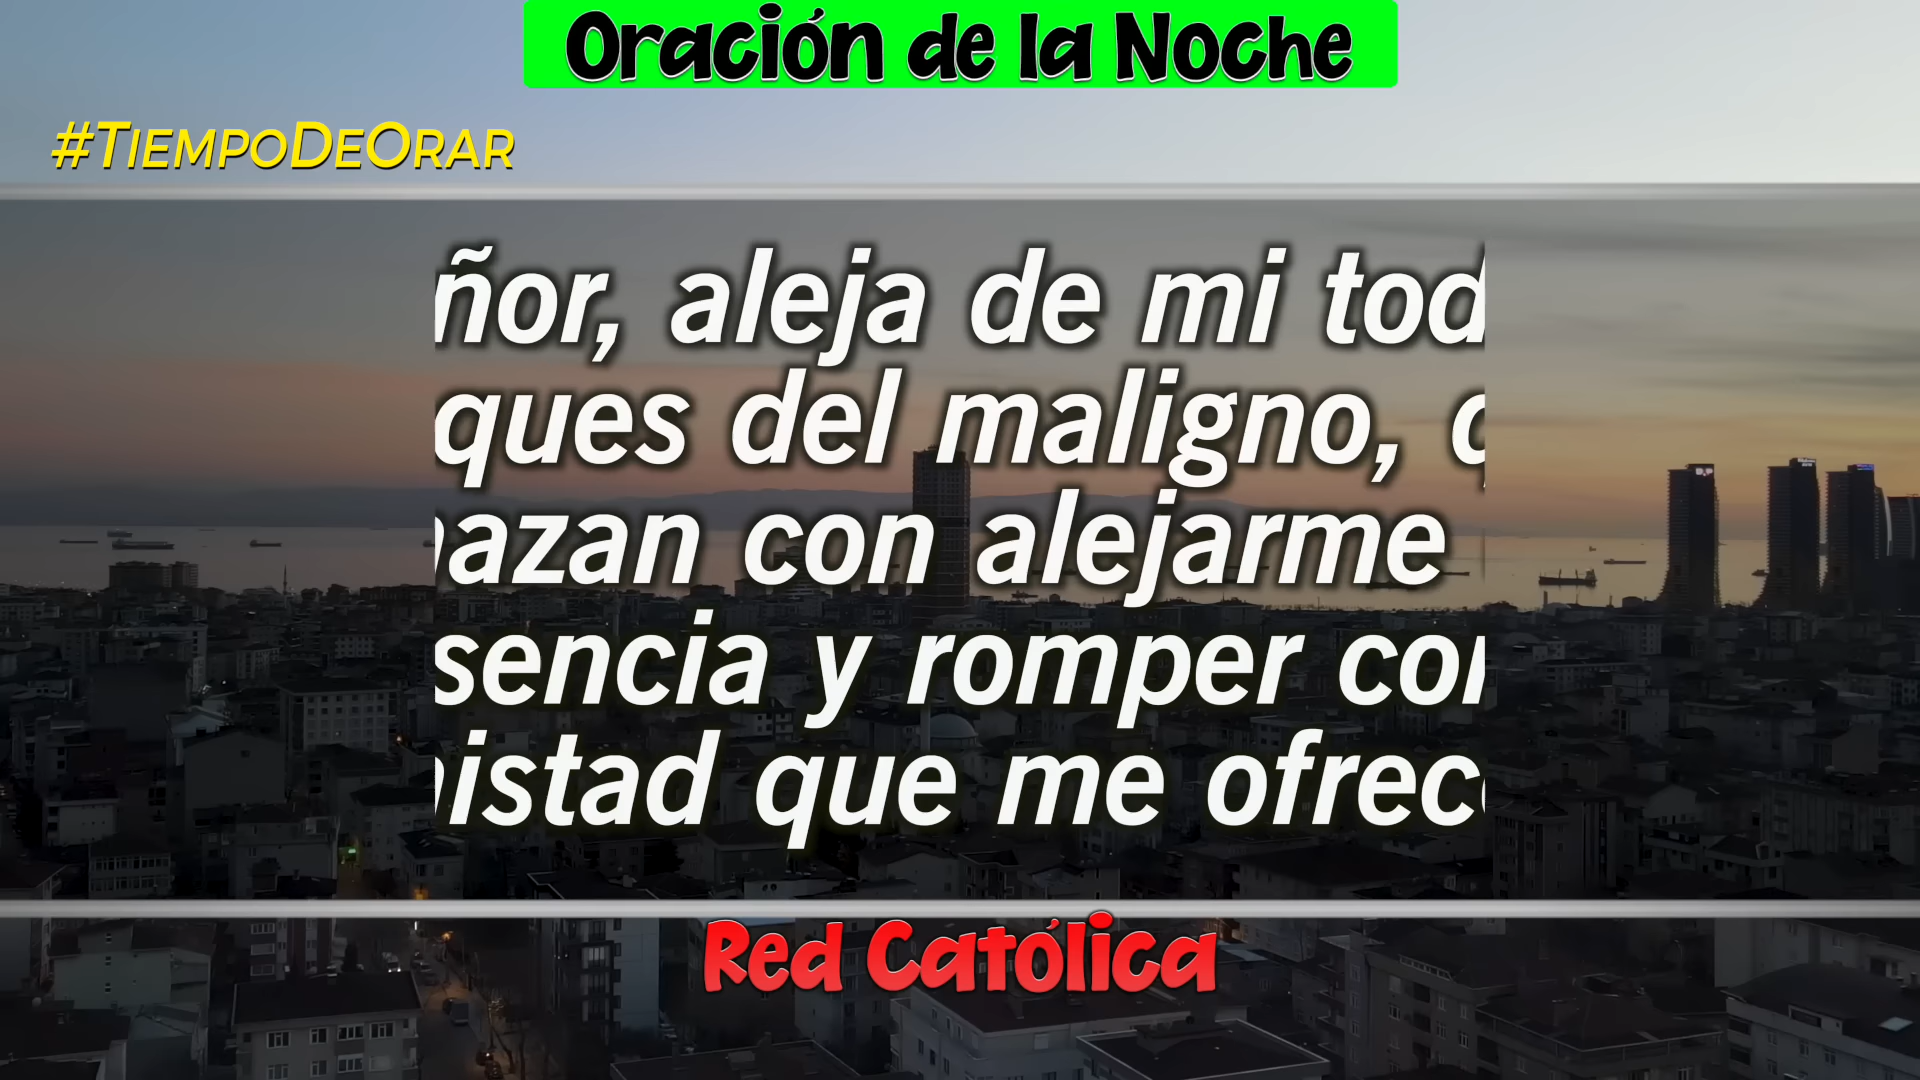 Oración de la Noche
#TiempoDeOrar
ñor, aleja de mi tod
ques del maligno,
azan con alejarme
sencia y romper con
istad que me ofrec
Red Católica